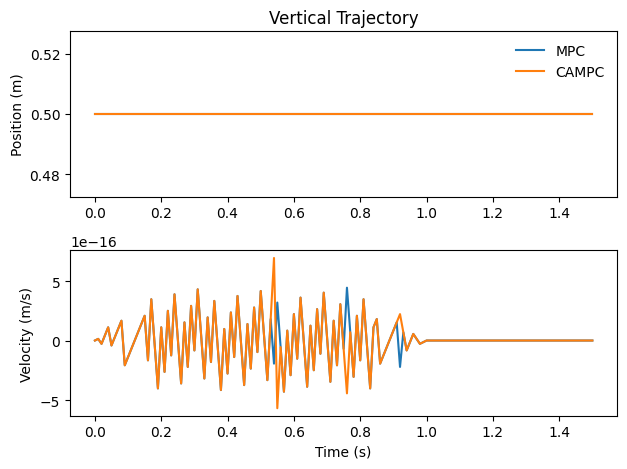 Vertical Trajectory
Position (m)
0.52
0.50
0.48
MPC
CAMPC
0.0 0.2 0.4 0.6 0.8 1.0 1.2 1.4
1e−16
Velocity (m/s)
5
0
−5
0.0 0.2 0.4 0.6 0.8 1.0 1.2 1.4
Time (s)